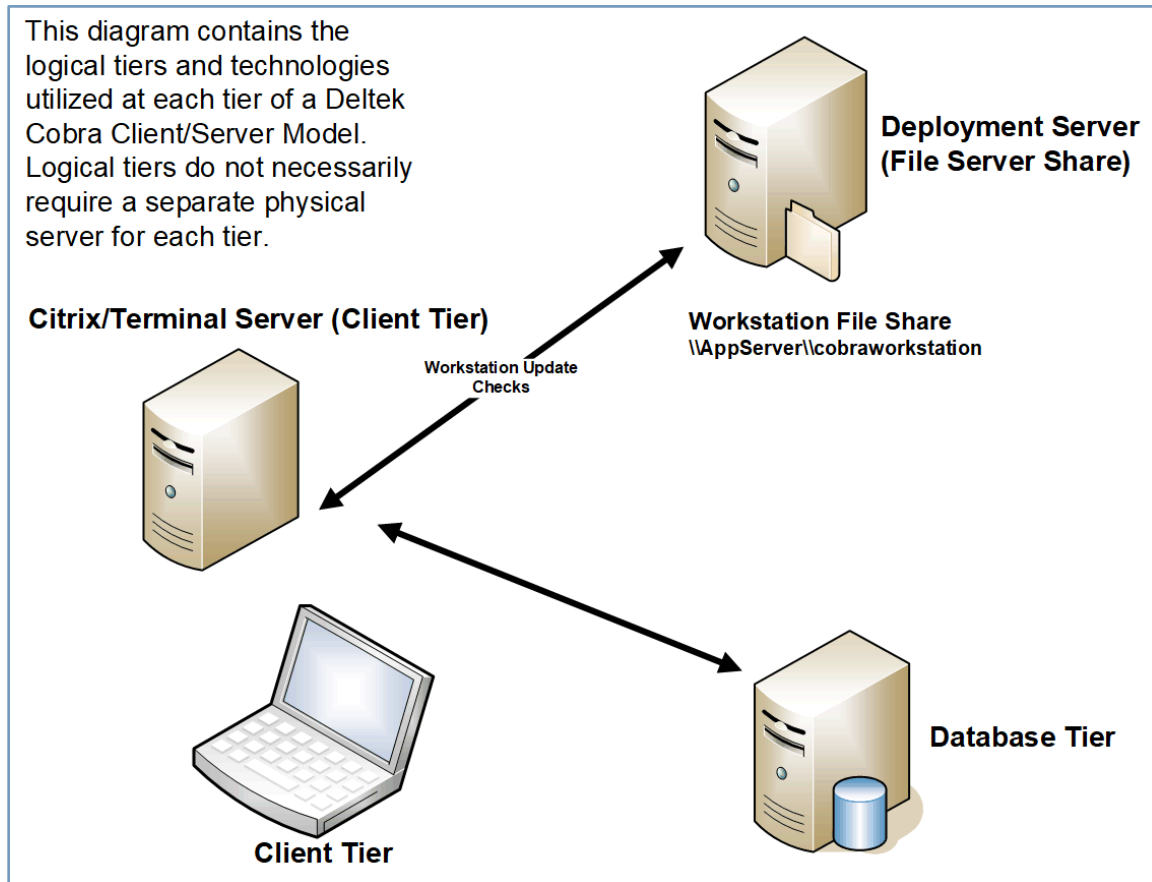 This diagram contains the
logical tiers and technologies
utilized at each tier of a Deltek
Cobra Client/Server Model.
Logical tiers do not necessarily
require a separate physical
server for each tier.
Deployment Server
(File Server Share)
Citrix/Terminal Server (Client Tier)
Workstation File Share
\\AppServer\\cobraworkstation
Workstation Update
Checks
Database Tier
Client Tier